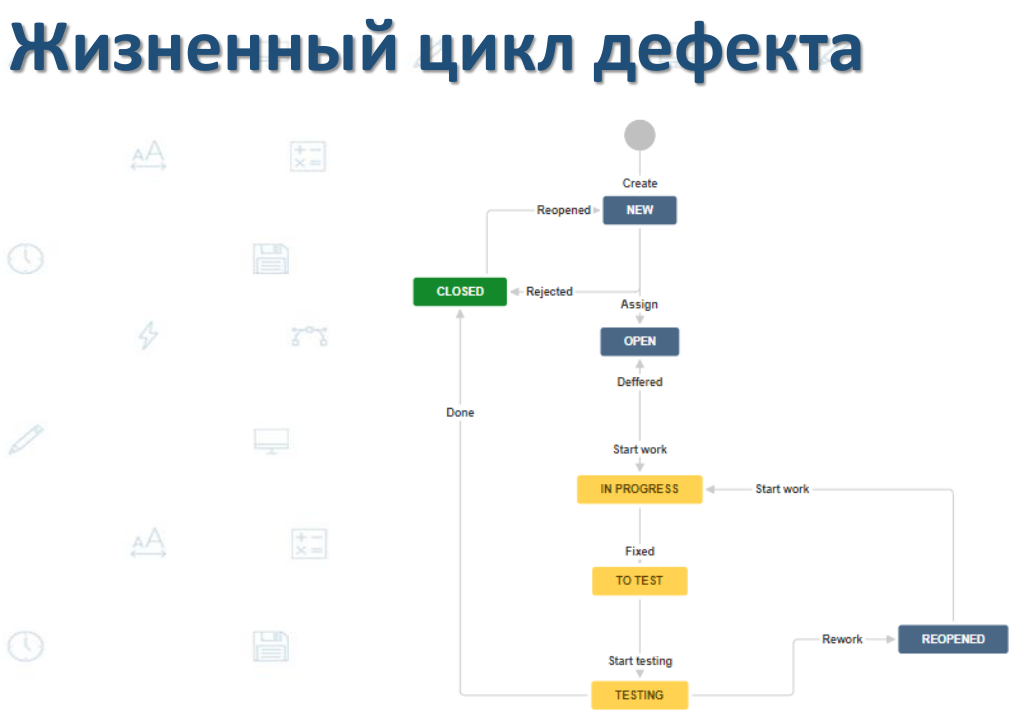 Жизненный цикл дефекта
Create
Reopened
NEW
CLOSED
Rejected
Assign
OPEN
Deffered
Done
Start work
IN PROGRESS
Start work
Fixed
TO TEST
Rework
REOPENED
Start testing
TESTING